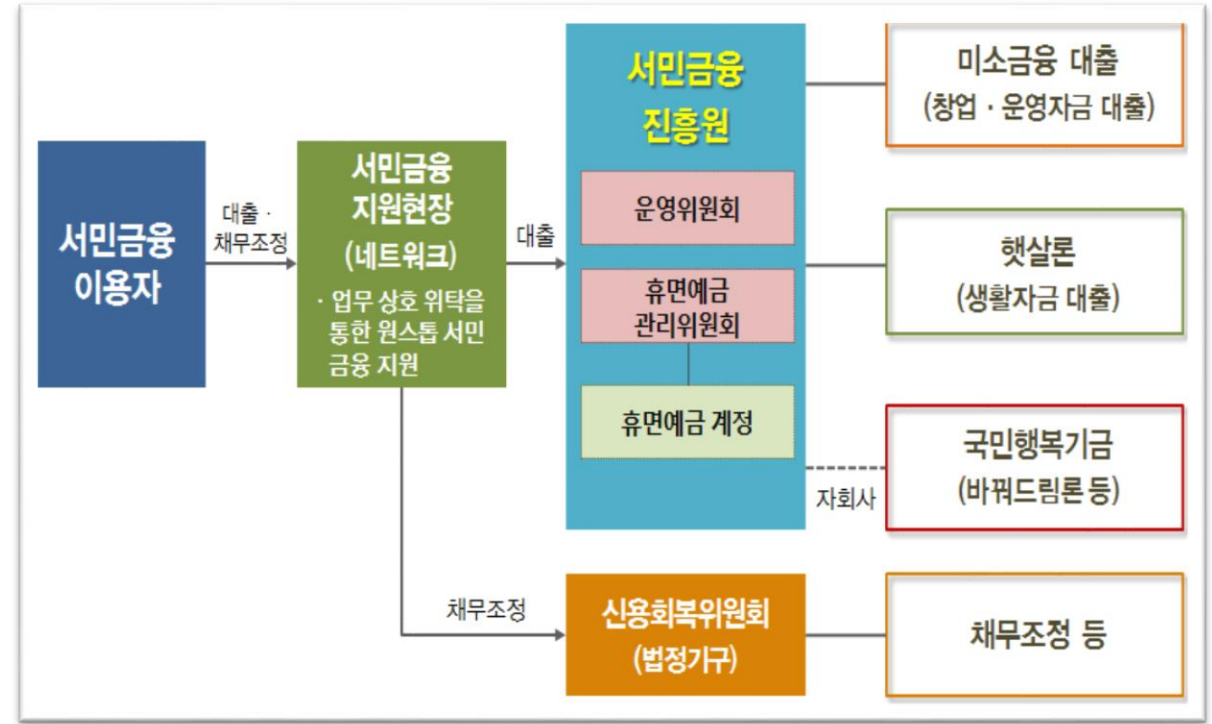 서민금융
이용자
대출 ·
채무조정
서민금융
지원현장
(네트워크)
· 업무 상호 위탁을
통한 원스톱 서민
금융 지원
대출
서민금융
진흥원
운영위원회
휴면예금
관리위원회
휴면예금 계정
미소금융 대출
(창업 · 운영자금 대출)
햇살론
(생활자금 대출)
자회사
국민행복기금
(바꿔드림론 등)
채무조정
신용회복위원회
(법정기구)
채무조정 등